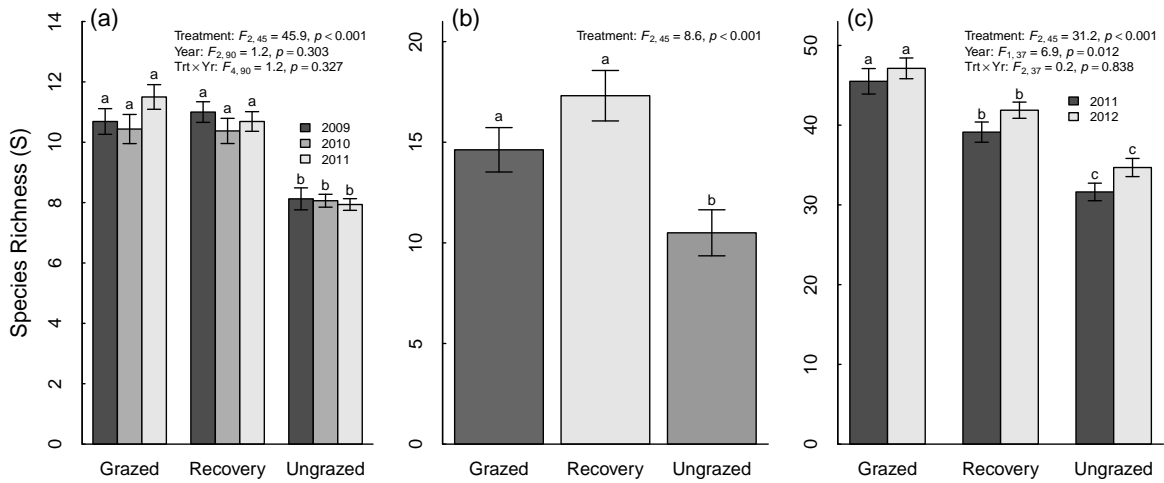 Species Richness (S)
(a)
Treatment: F2, 45 = 45.9, p < 0.001
Year: F2, 90 = 1.2, p = 0.303
Trt × Yr: F4, 90 = 1.2, p = 0.327
2009
2010
2011
14
12
10
8
6
4
2
0
a
a
a
a
a
a
b
b
b
Grazed
Recovery
Ungrazed
(b)
Treatment: F2, 45 = 8.6, p < 0.001
20
15
10
5
0
a
a
b
Grazed
Recovery
Ungrazed
(c)
Treatment: F2, 45 = 31.2, p < 0.001
Year: F1, 37 = 6.9, p = 0.012
Trt × Yr: F2, 37 = 0.2, p = 0.838
2011
2012
50
40
30
20
10
0
a
a
b
b
c
c
Grazed
Recovery
Ungrazed